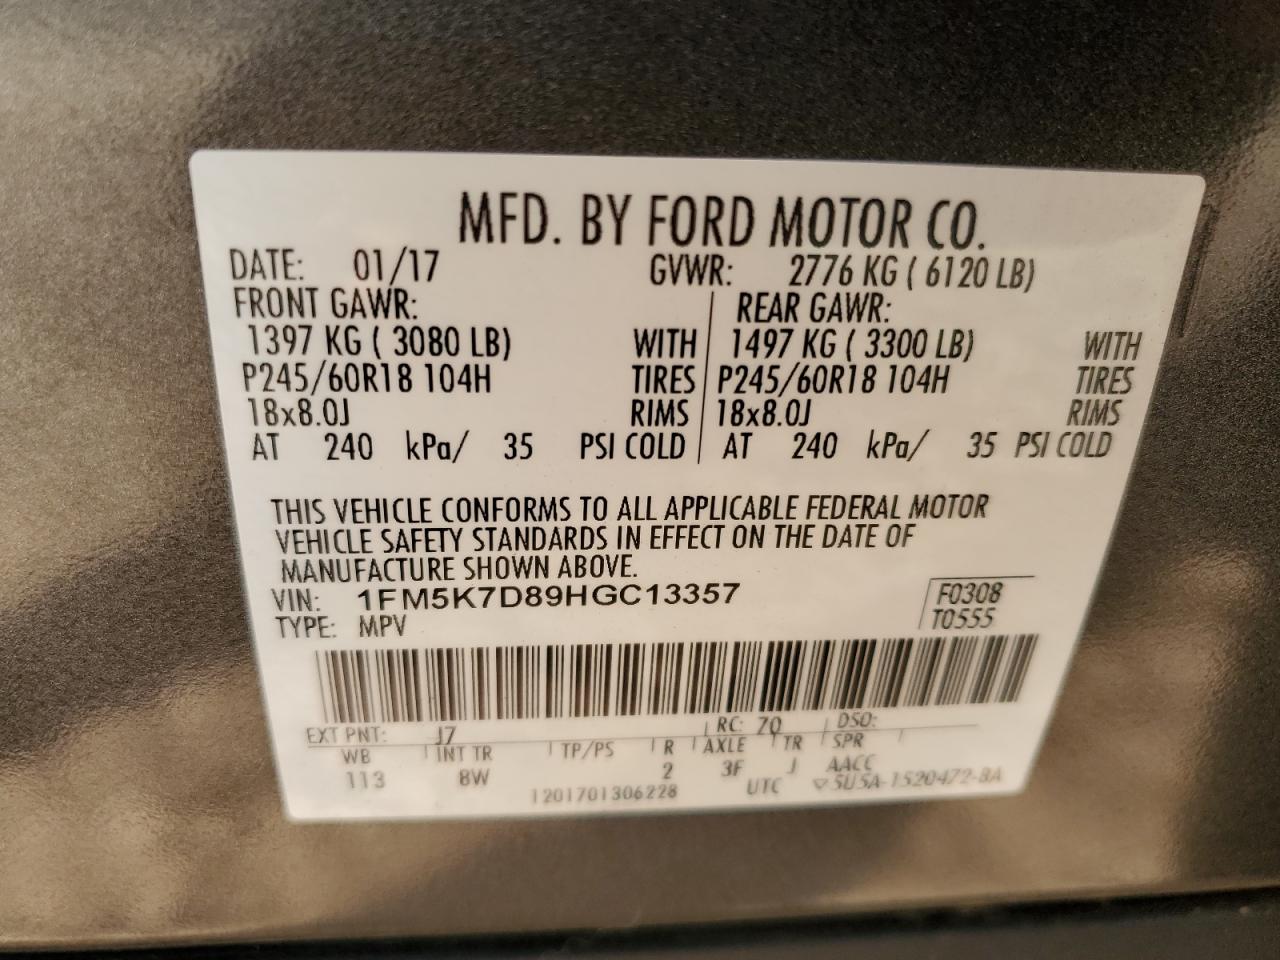 MFD. BY FORD MOTOR CO.
DATE: 01/17 GVWR: 2776 KG ( 6120 LB)
FRONT GAWR: REAR GAWR:
1397 KG ( 3080 LB) WITH 1497 KG ( 3300 LB) WITH
P245/60R18 104H TIRES P245/60R18 104H TIRES
18x8.0J RIMS 18x8.0J RIMS
AT 240 kPa/ 35 PSI COLD AT 240 kPa/ 35 PSI COLD
THIS VEHICLE CONFORMS TO ALL APPLICABLE FEDERAL MOTOR
VEHICLE SAFETY STANDARDS IN EFFECT ON THE DATE OF
MANUFACTURE SHOWN ABOVE.
VIN: 1FM5K7D89HGC13357 F0308
TYPE: MPV T0555
EXT PNT: J7 RC: 70 DSO:
WB INT TR TP/PS R AXLE TR SPR
113 8W 2 3F J AACC
1201701306228 UTC ▽5U5A-1520472-BA